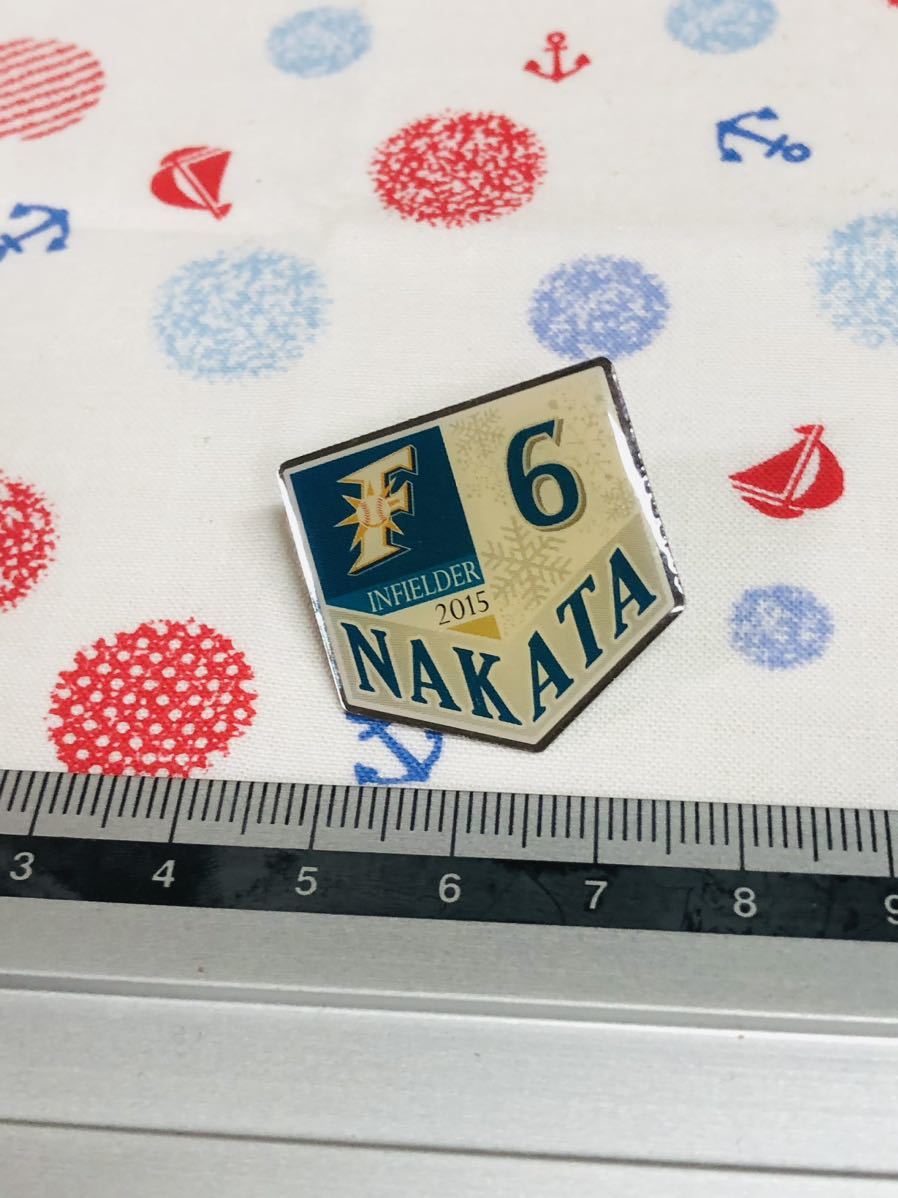 F 6
INFIELDER
2015
NAKATA
3 4 5 6 7 8 9